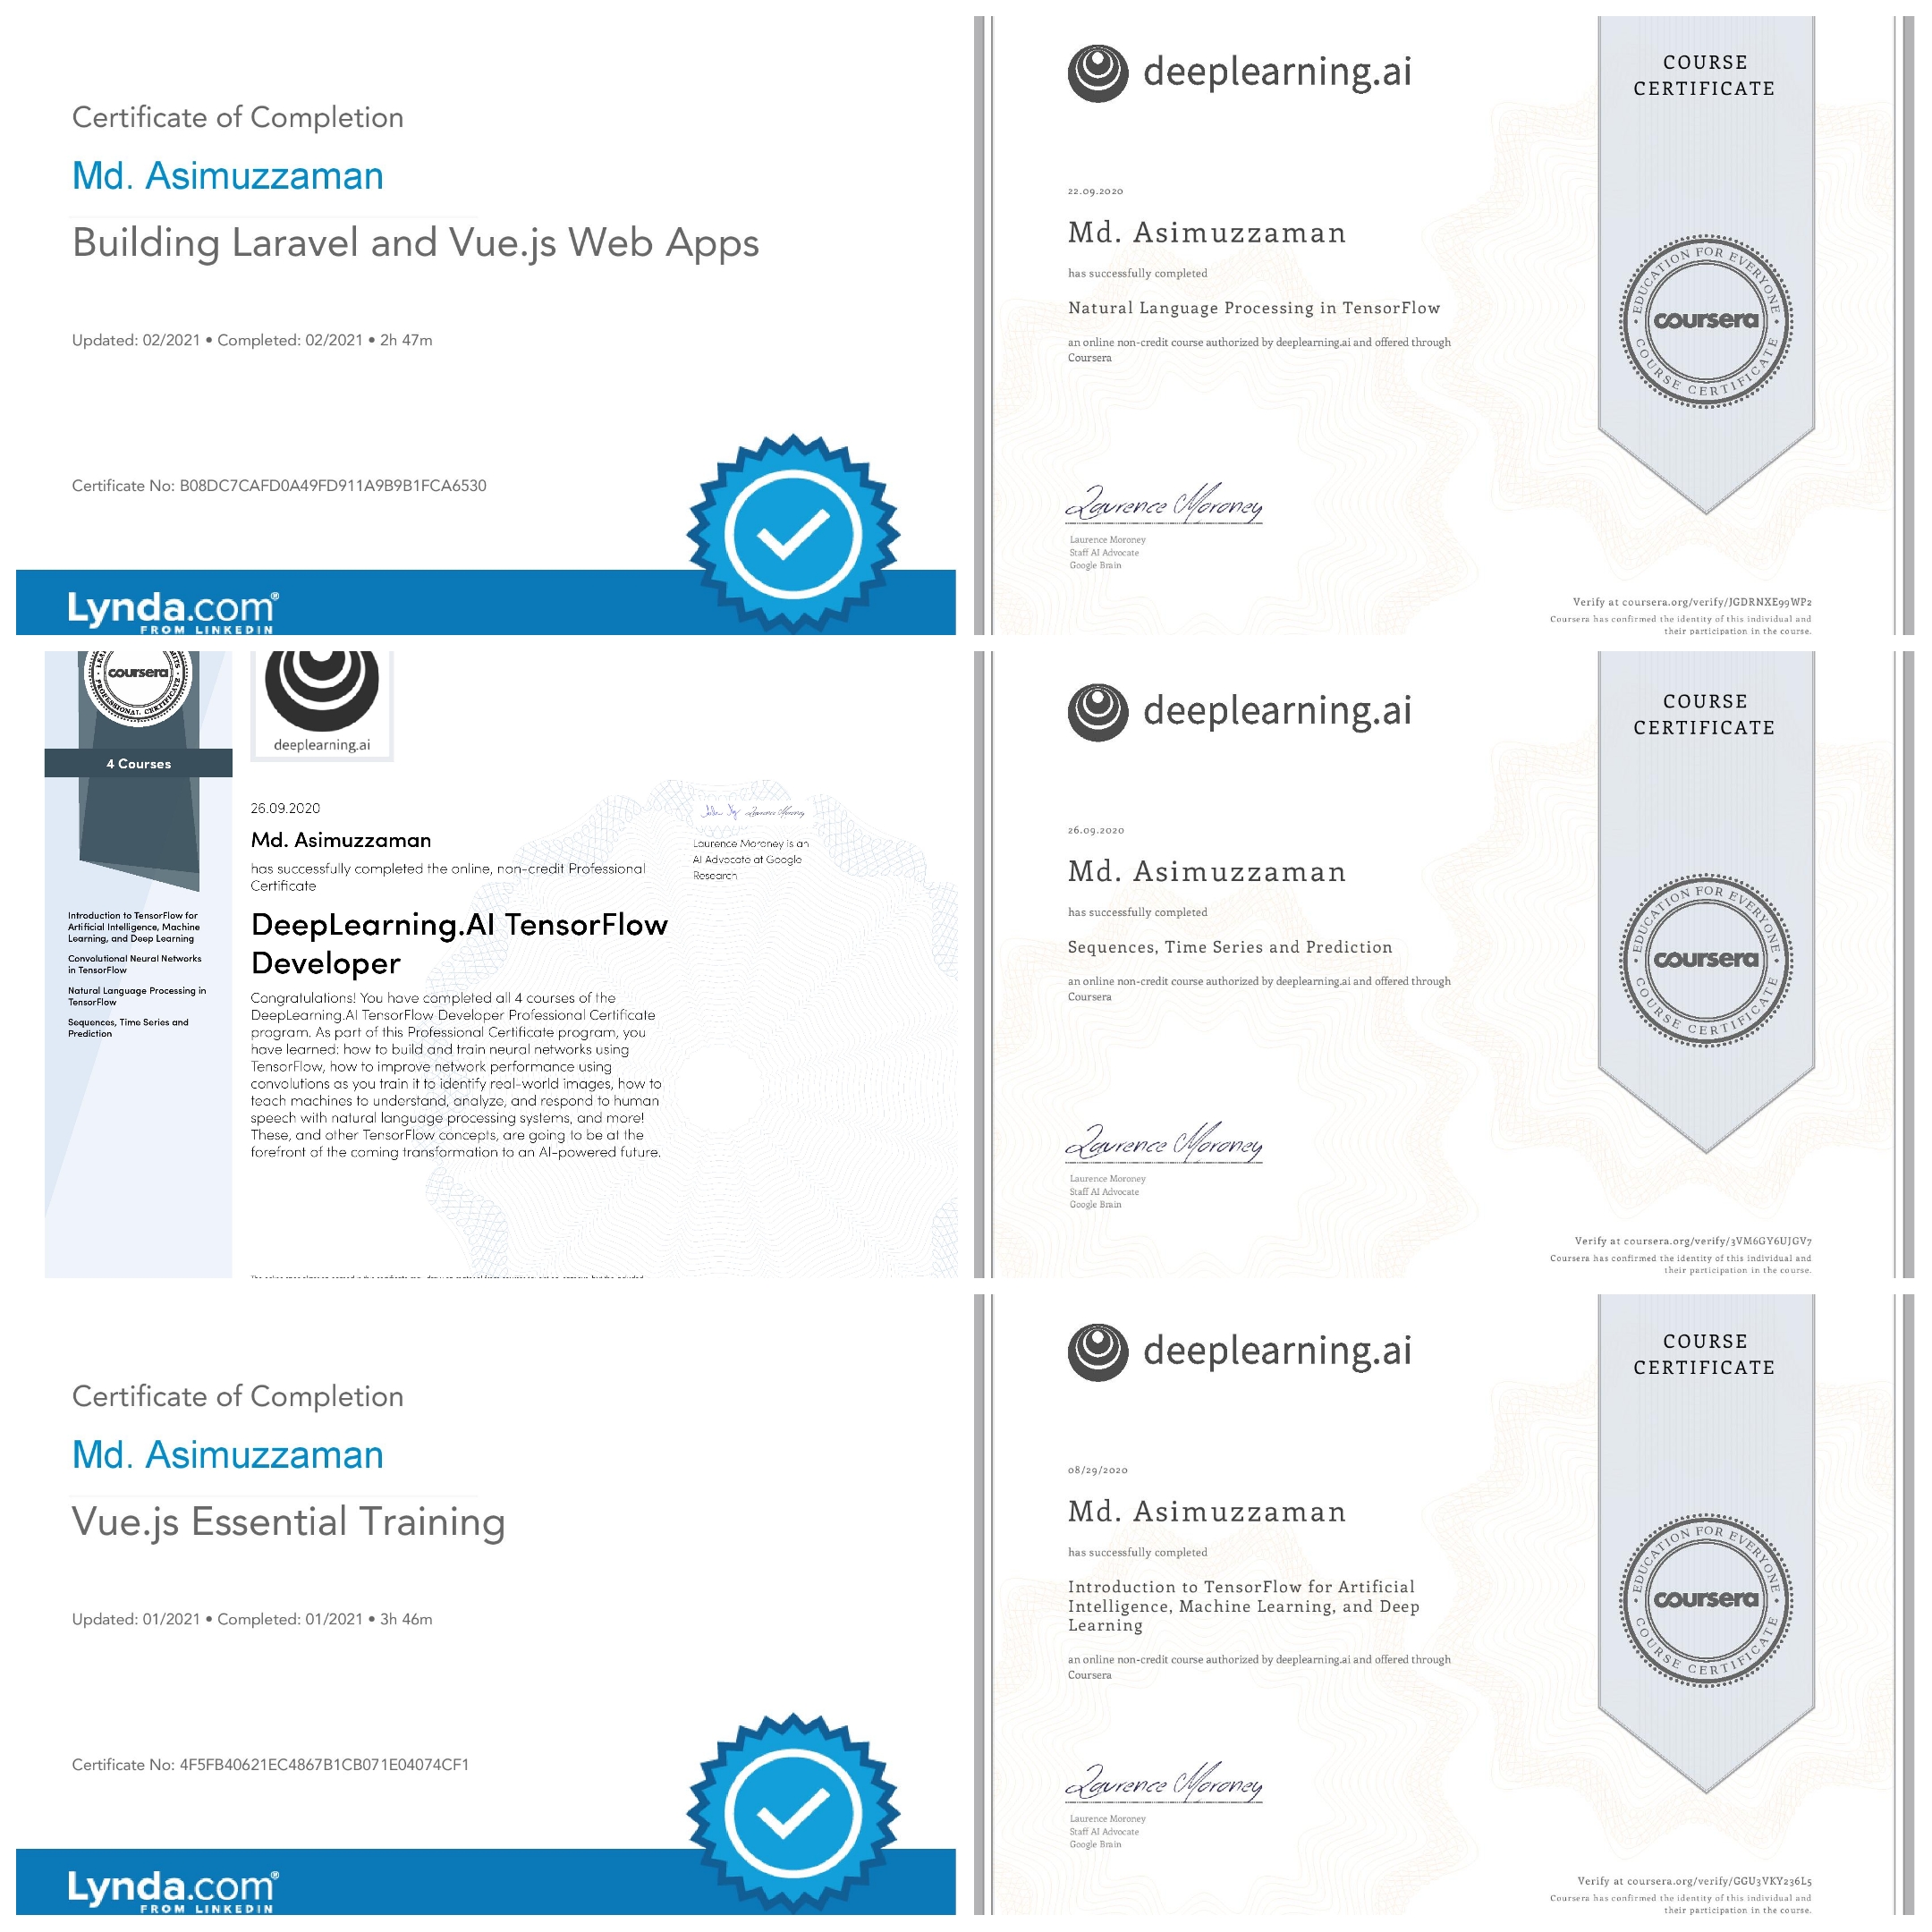 Certificate of Completion
Md. Asimuzzaman
Building Laravel and Vue.js Web Apps
Updated: 02/2021 • Completed: 02/2021 • 2h 47m
Certificate No: B08DC7CAFD0A49FD911A9B9B1FCA6530
Lynda.com®
FROM LINKEDIN
deeplearning.ai
COURSE
CERTIFICATE
22.09.2020
Md. Asimuzzaman
has successfully completed
Natural Language Processing in TensorFlow
an online non-credit course authorized by deeplearning.ai and offered through
Coursera
EDUCATION FOR EVERYONE
coursera
COURSE CERTIFICATE
Laurence Moroney
Laurence Moroney
Staff AI Advocate
Google Brain
Verify at coursera.org/verify/JGDRNXE99WP2
Coursera has confirmed the identity of this individual and
their participation in the course.
coursera
PROFESSIONAL CERTIFICATE
4 Courses
Introduction to TensorFlow for
Artificial Intelligence, Machine
Learning, and Deep Learning
Convolutional Neural Networks
in TensorFlow
Natural Language Processing in
TensorFlow
Sequences, Time Series and
Prediction
deeplearning.ai
26.09.2020
Md. Asimuzzaman
has successfully completed the online, non-credit Professional
Certificate
DeepLearning.AI TensorFlow
Developer
Congratulations! You have completed all 4 courses of the
DeepLearning.AI TensorFlow Developer Professional Certificate
program. As part of this Professional Certificate program, you
have learned: how to build and train neural networks using
TensorFlow, how to improve network performance using
convolutions as you train it to identify real-world images, how to
teach machines to understand, analyze, and respond to human
speech with natural language processing systems, and more!
These, and other TensorFlow concepts, are going to be at the
forefront of the coming transformation to an AI-powered future.
Laurence Moroney
Laurence Moroney is an
AI Advocate at Google
Research
deeplearning.ai
COURSE
CERTIFICATE
26.09.2020
Md. Asimuzzaman
has successfully completed
Sequences, Time Series and Prediction
an online non-credit course authorized by deeplearning.ai and offered through
Coursera
EDUCATION FOR EVERYONE
coursera
COURSE CERTIFICATE
Laurence Moroney
Laurence Moroney
Staff AI Advocate
Google Brain
Verify at coursera.org/verify/3VM6GY6UJGV7
Coursera has confirmed the identity of this individual and
their participation in the course.
Certificate of Completion
Md. Asimuzzaman
Vue.js Essential Training
Updated: 01/2021 • Completed: 01/2021 • 3h 46m
Certificate No: 4F5FB40621EC4867B1CB071E04074CF1
Lynda.com®
FROM LINKEDIN
deeplearning.ai
COURSE
CERTIFICATE
08/29/2020
Md. Asimuzzaman
has successfully completed
Introduction to TensorFlow for Artificial
Intelligence, Machine Learning, and Deep
Learning
an online non-credit course authorized by deeplearning.ai and offered through
Coursera
EDUCATION FOR EVERYONE
coursera
COURSE CERTIFICATE
Laurence Moroney
Laurence Moroney
Staff AI Advocate
Google Brain
Verify at coursera.org/verify/GGU3VKY236L5
Coursera has confirmed the identity of this individual and
their participation in the course.